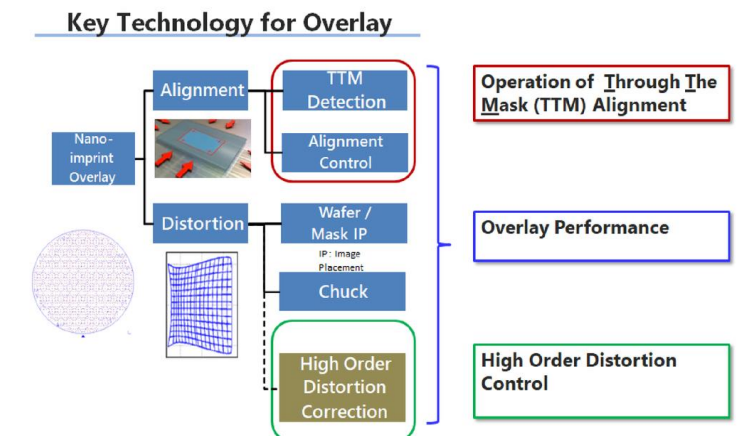 Key Technology for Overlay
Nano-
imprint
Overlay
Alignment
TTM
Detection
Alignment
Control
Distortion
Wafer /
Mask IP
IP: Image
Placement
Chuck
High Order
Distortion
Correction
Operation of Through The
Mask (TTM) Alignment
Overlay Performance
High Order Distortion
Control